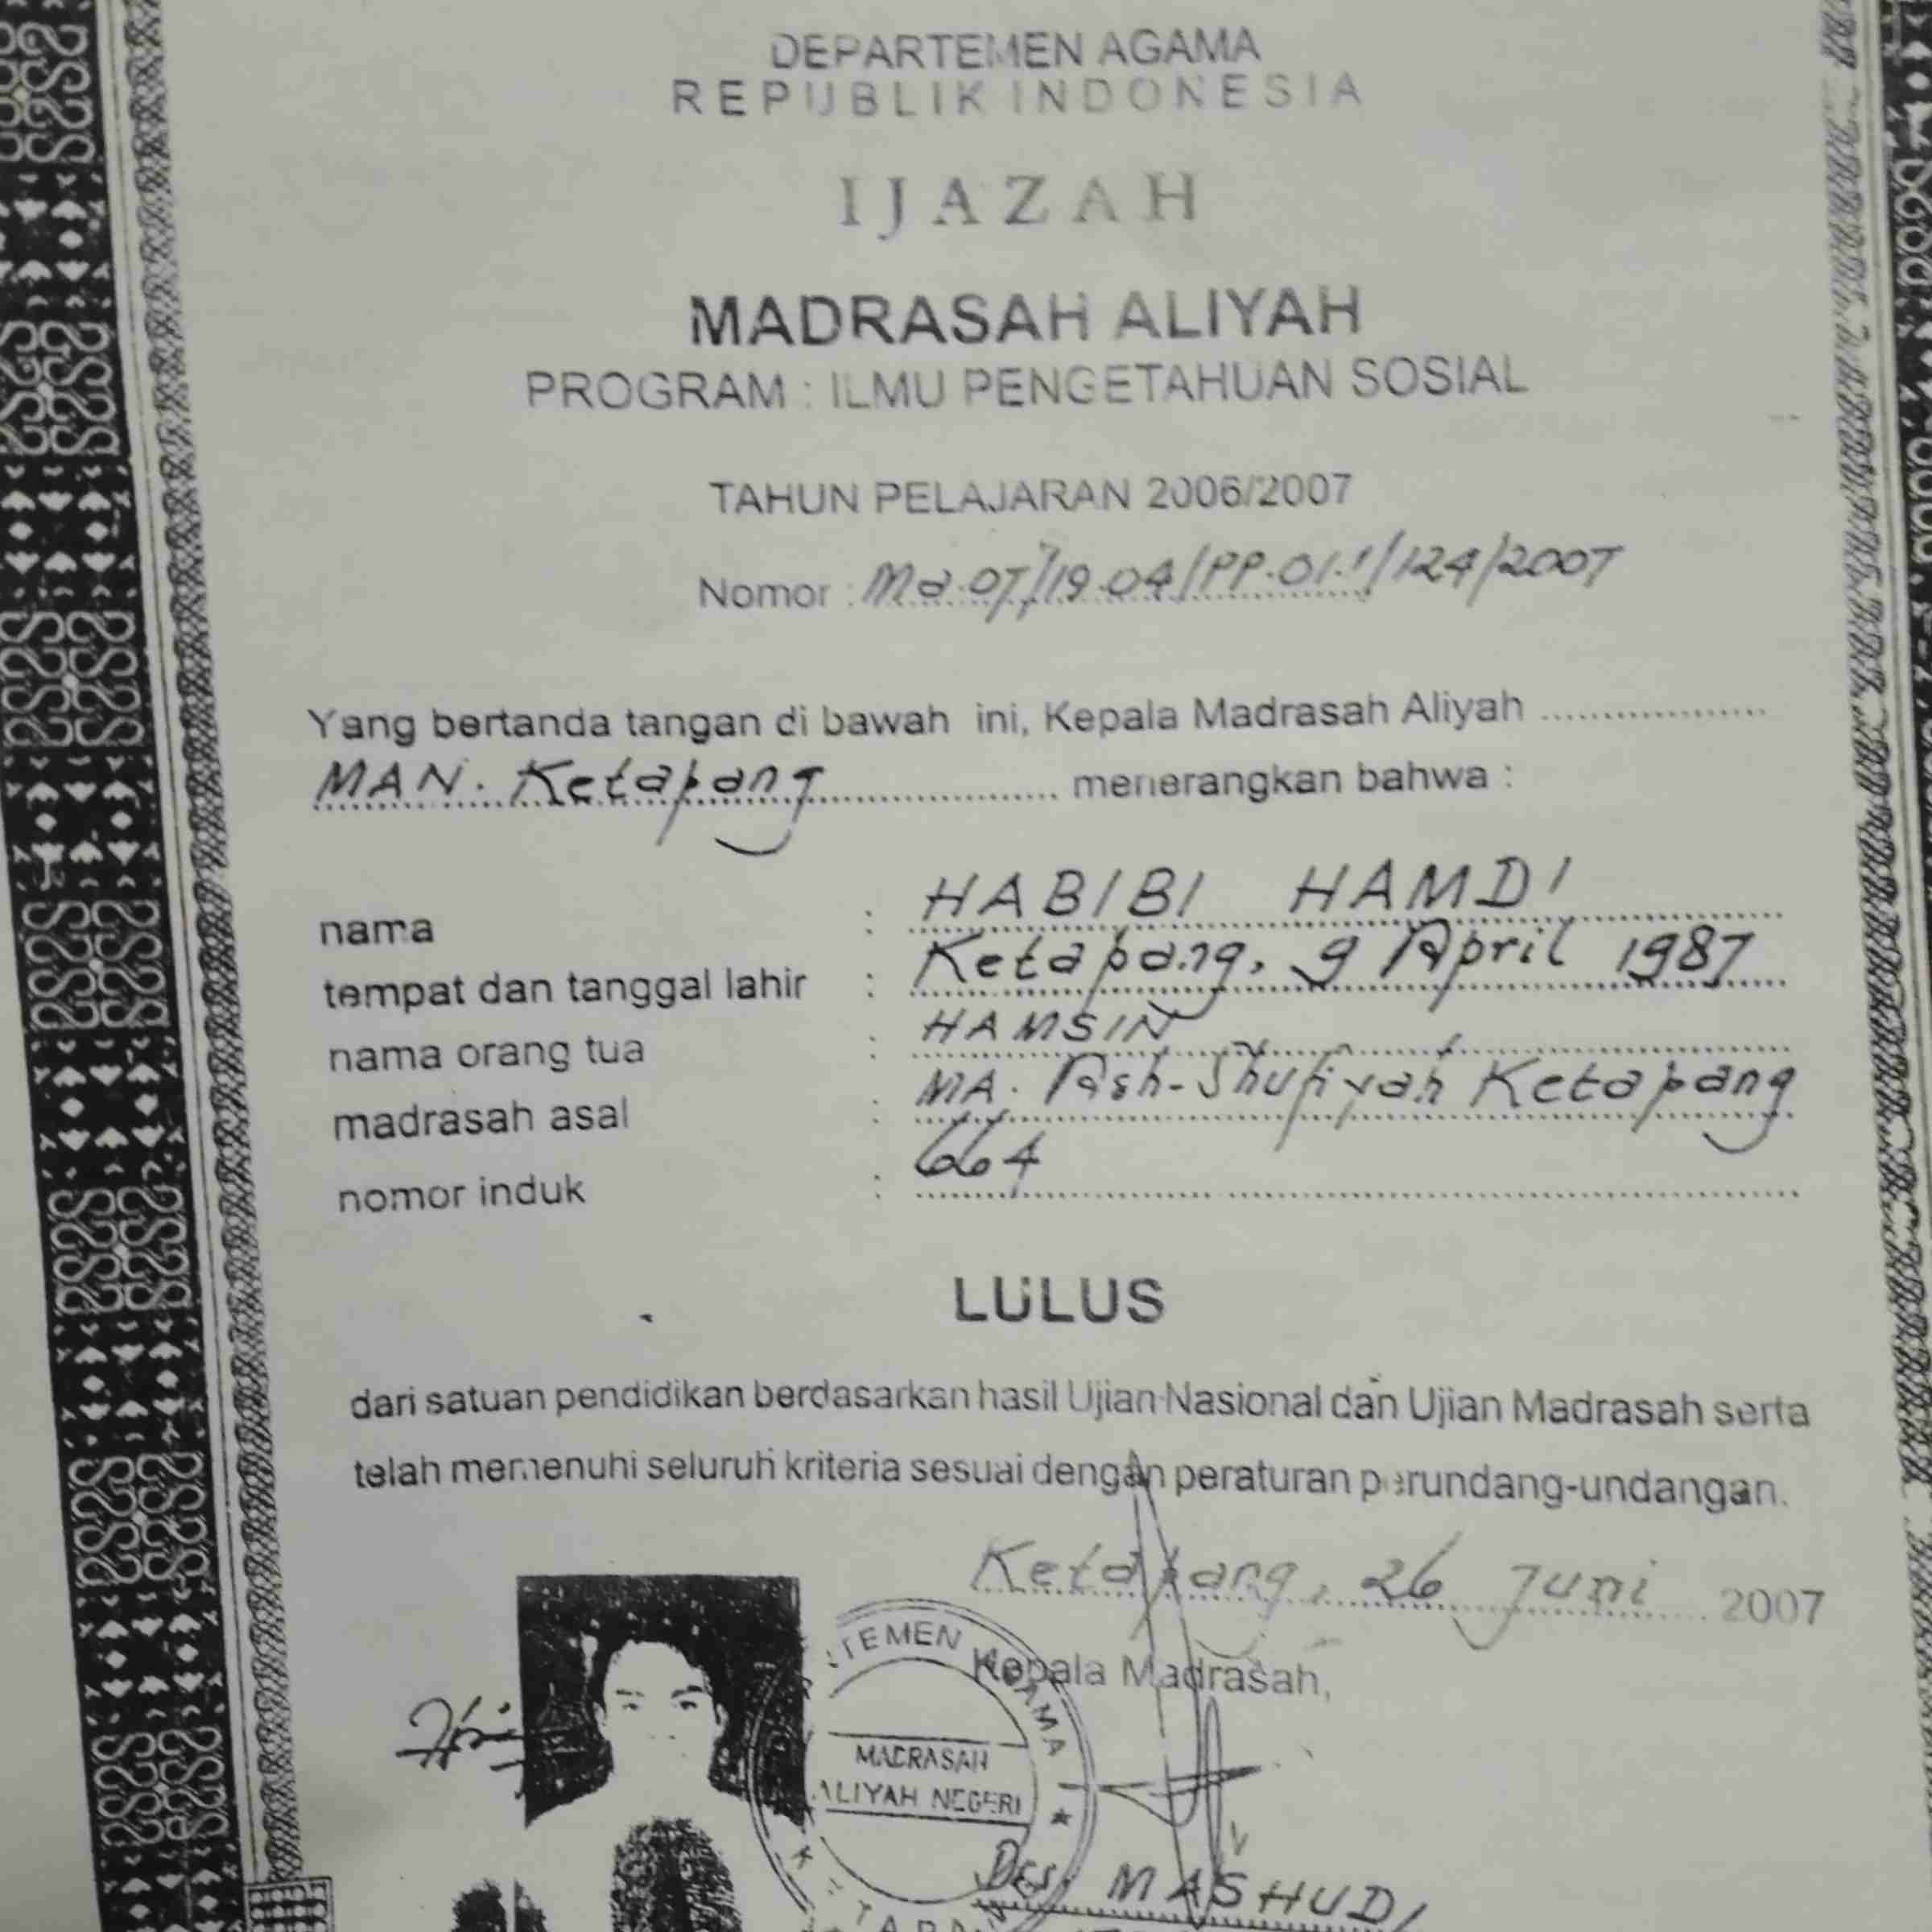 DEPARTEMEN AGAMA
REPUBLIK INDONESIA
IJAZAH
MADRASAH ALIYAH
PROGRAM : ILMU PENGETAHUAN SOSIAL
TAHUN PELAJARAN 2006/2007
Nomor : Ma.07/19.04/PP.01.1/124/2007
Yang bertanda tangan di bawah ini, Kepala Madrasah Aliyah
MAN. Ketapang menerangkan bahwa :
nama : HABIBI HAMDI
tempat dan tanggal lahir : Ketapang, 9 April 1987
nama orang tua : HAMSIN
madrasah asal : MA. Ash-Shufiyah Ketapang
nomor induk : 664
LULUS
dari satuan pendidikan berdasarkan hasil Ujian Nasional dan Ujian Madrasah serta
telah memenuhi seluruh kriteria sesuai dengan peraturan perundang-undangan.
Ketapang, 26 Juni 2007
Kepala Madrasah,
AGAMA
MADRASAH
ALIYAH NEGERI
Drs. MASHUDI